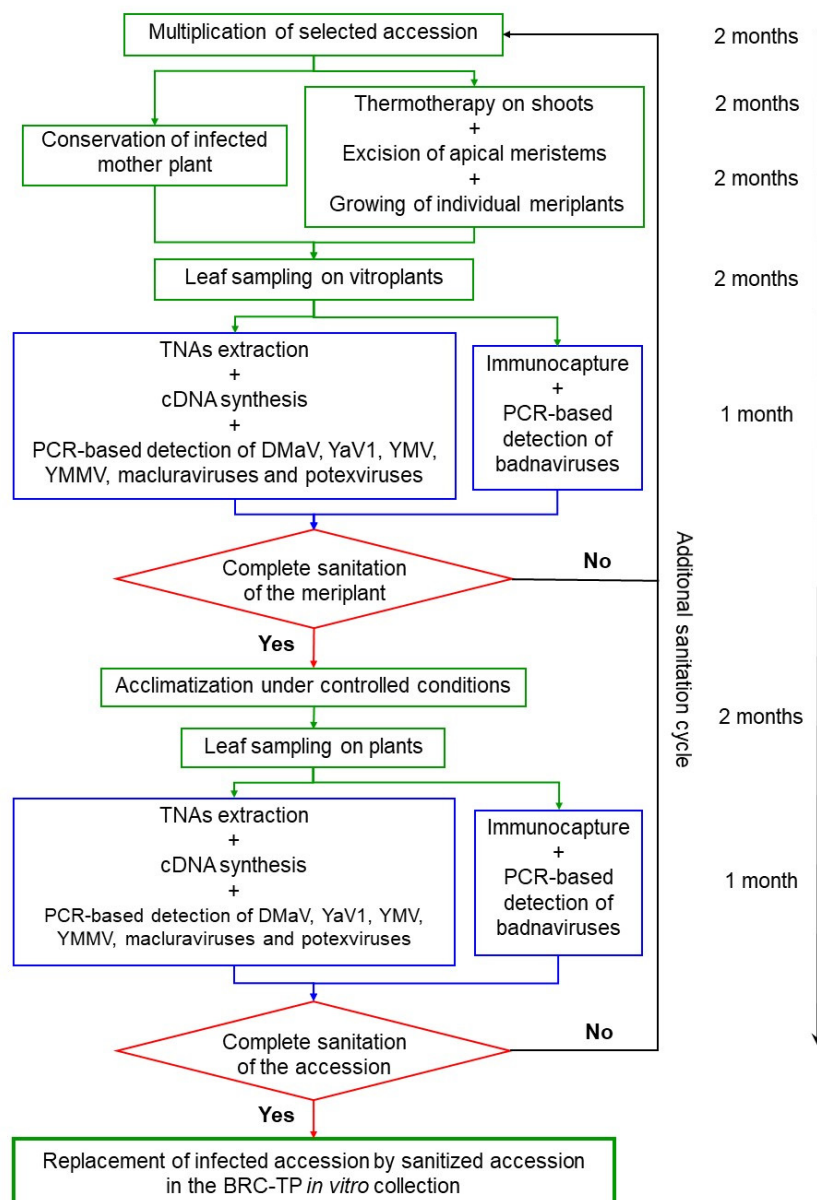 Multiplication of selected accession
2 months
Thermotherapy on shoots
+
Excision of apical meristems
+
Growing of individual meriplants
2 months
2 months
Conservation of infected
mother plant
Leaf sampling on vitroplants
2 months
TNAs extraction
+
cDNA synthesis
+
PCR-based detection of DMaV, YaV1, YMV,
YMMV, macluraviruses and potexviruses
Immunocapture
+
PCR-based
detection of
badnaviruses
1 month
Complete sanitation
of the meriplant
No
Yes
Additonal sanitation cycle
Acclimatization under controlled conditions
2 months
Leaf sampling on plants
TNAs extraction
+
cDNA synthesis
+
PCR-based detection of DMaV, YaV1, YMV,
YMMV, macluraviruses and potexviruses
Immunocapture
+
PCR-based
detection of
badnaviruses
1 month
Complete sanitation
of the accession
No
Yes
Replacement of infected accession by sanitized accession
in the BRC-TP in vitro collection